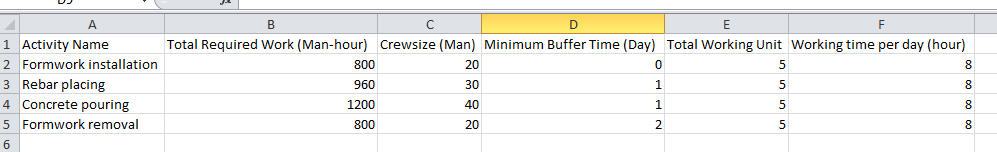 A B C D E F
1 Activity Name Total Required Work (Man-hour) Crewsize (Man) Minimum Buffer Time (Day) Total Working Unit Working time per day (hour)
2 Formwork installation 800 20 0 5 8
3 Rebar placing 960 30 1 5 8
4 Concrete pouring 1200 40 1 5 8
5 Formwork removal 800 20 2 5 8
6